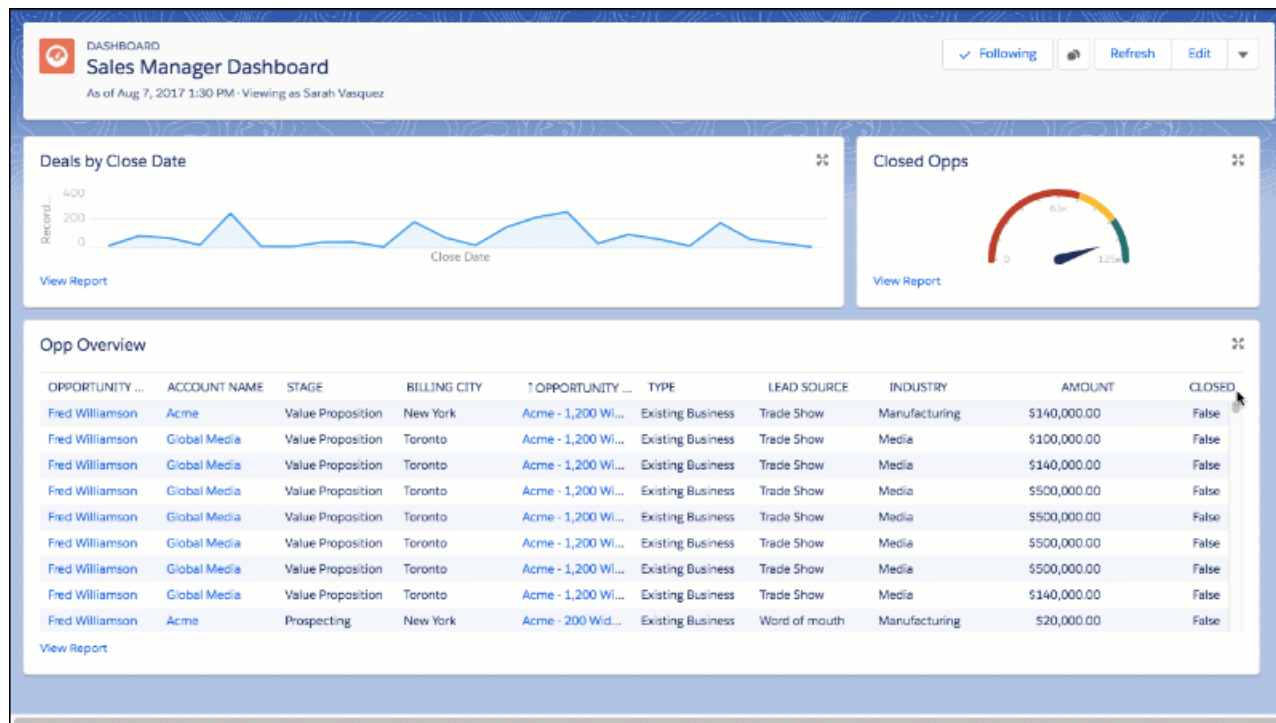 DASHBOARD
Sales Manager Dashboard
As of Aug 7, 2017 1:30 PM·Viewing as Sarah Vasquez
Following
Refresh
Edit
Deals by Close Date
Record...
400
200
0
Close Date
View Report
Closed Opps
0
63k
125k
View Report
Opp Overview
OPPORTUNITY ... ACCOUNT NAME STAGE BILLING CITY ↑OPPORTUNITY ... TYPE LEAD SOURCE INDUSTRY AMOUNT CLOSED
Fred Williamson Acme Value Proposition New York Acme - 1,200 Wi... Existing Business Trade Show Manufacturing $140,000.00 False
Fred Williamson Global Media Value Proposition Toronto Acme - 1,200 Wi... Existing Business Trade Show Media $100,000.00 False
Fred Williamson Global Media Value Proposition Toronto Acme - 1,200 Wi... Existing Business Trade Show Media $140,000.00 False
Fred Williamson Global Media Value Proposition Toronto Acme - 1,200 Wi... Existing Business Trade Show Media $500,000.00 False
Fred Williamson Global Media Value Proposition Toronto Acme - 1,200 Wi... Existing Business Trade Show Media $500,000.00 False
Fred Williamson Global Media Value Proposition Toronto Acme - 1,200 Wi... Existing Business Trade Show Media $500,000.00 False
Fred Williamson Global Media Value Proposition Toronto Acme - 1,200 Wi... Existing Business Trade Show Media $500,000.00 False
Fred Williamson Global Media Value Proposition Toronto Acme - 1,200 Wi... Existing Business Trade Show Media $140,000.00 False
Fred Williamson Acme Prospecting New York Acme - 200 Wid... Existing Business Word of mouth Manufacturing $20,000.00 False
View Report